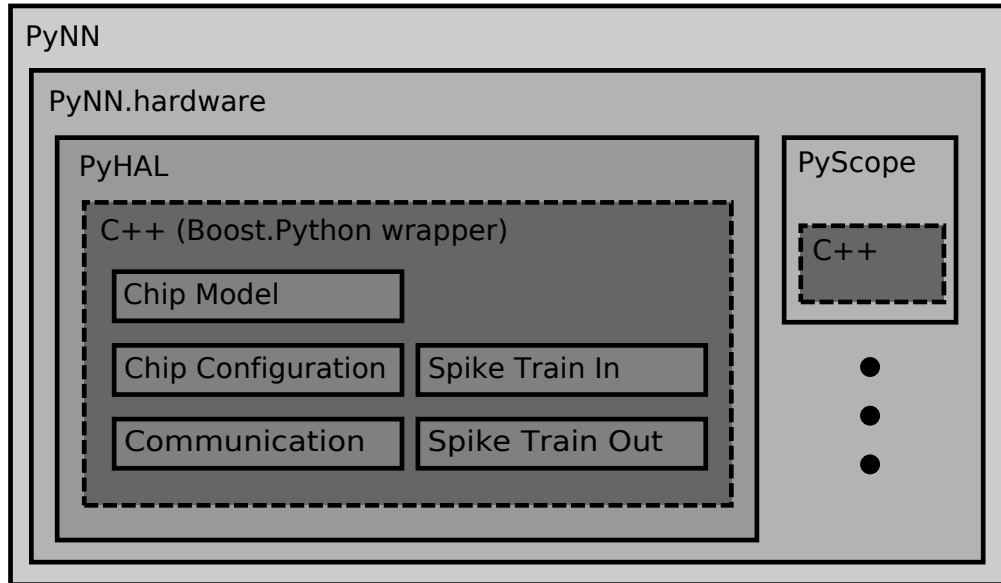 PyNN
PyNN.hardware
PyHAL
C++ (Boost.Python wrapper)
Chip Model
Chip Configuration
Spike Train In
Communication
Spike Train Out
PyScope
C++